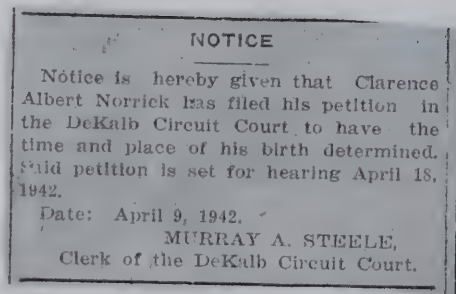 NOTICE
Notice is hereby given that Clarence
Albert Norrick has filed his petition in
the DeKalb Circuit Court to have the
time and place of his birth determined.
Said petition is set for hearing April 18,
1942.
Date: April 9, 1942.
MURRAY A. STEELE,
Clerk of the DeKalb Circuit Court.